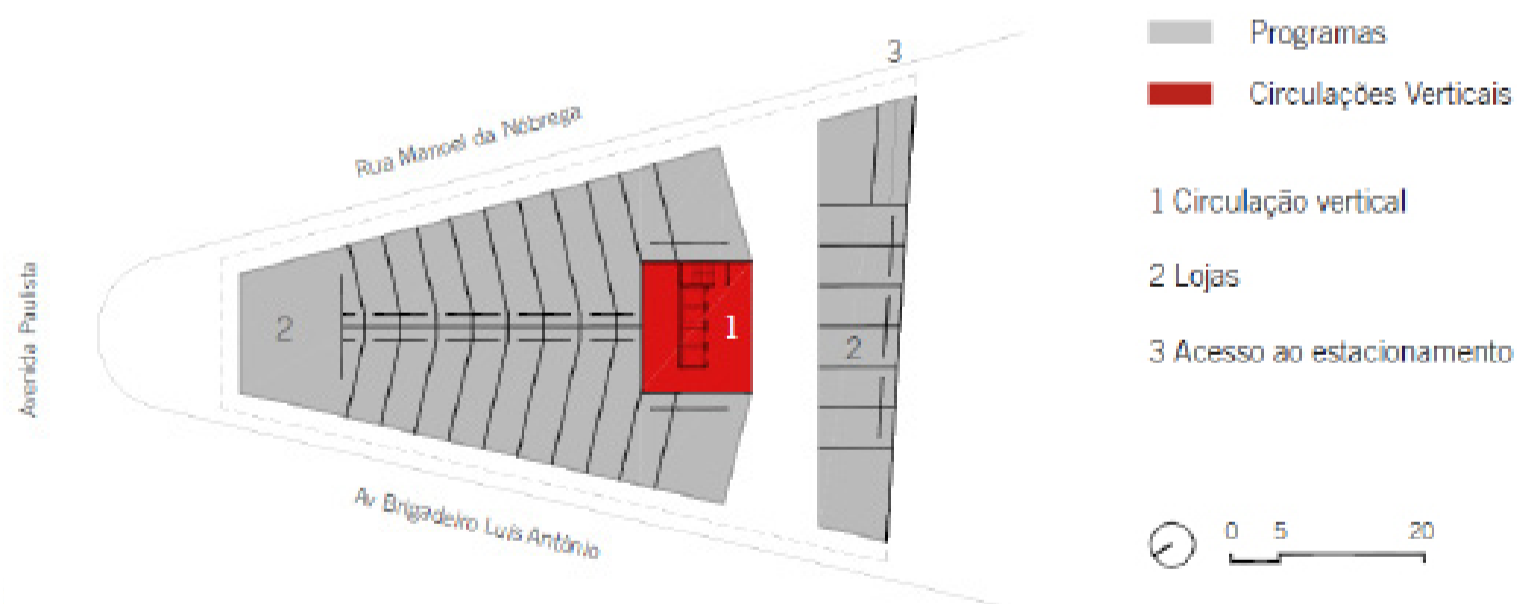 3
Rua Manoel da Nóbrega
Avenida Paulista
2
1
2
Av Brigadeiro Luis Antônio
Programas
Circulações Verticais
1 Circulação vertical
2 Lojas
3 Acesso ao estacionamento
0 5 20